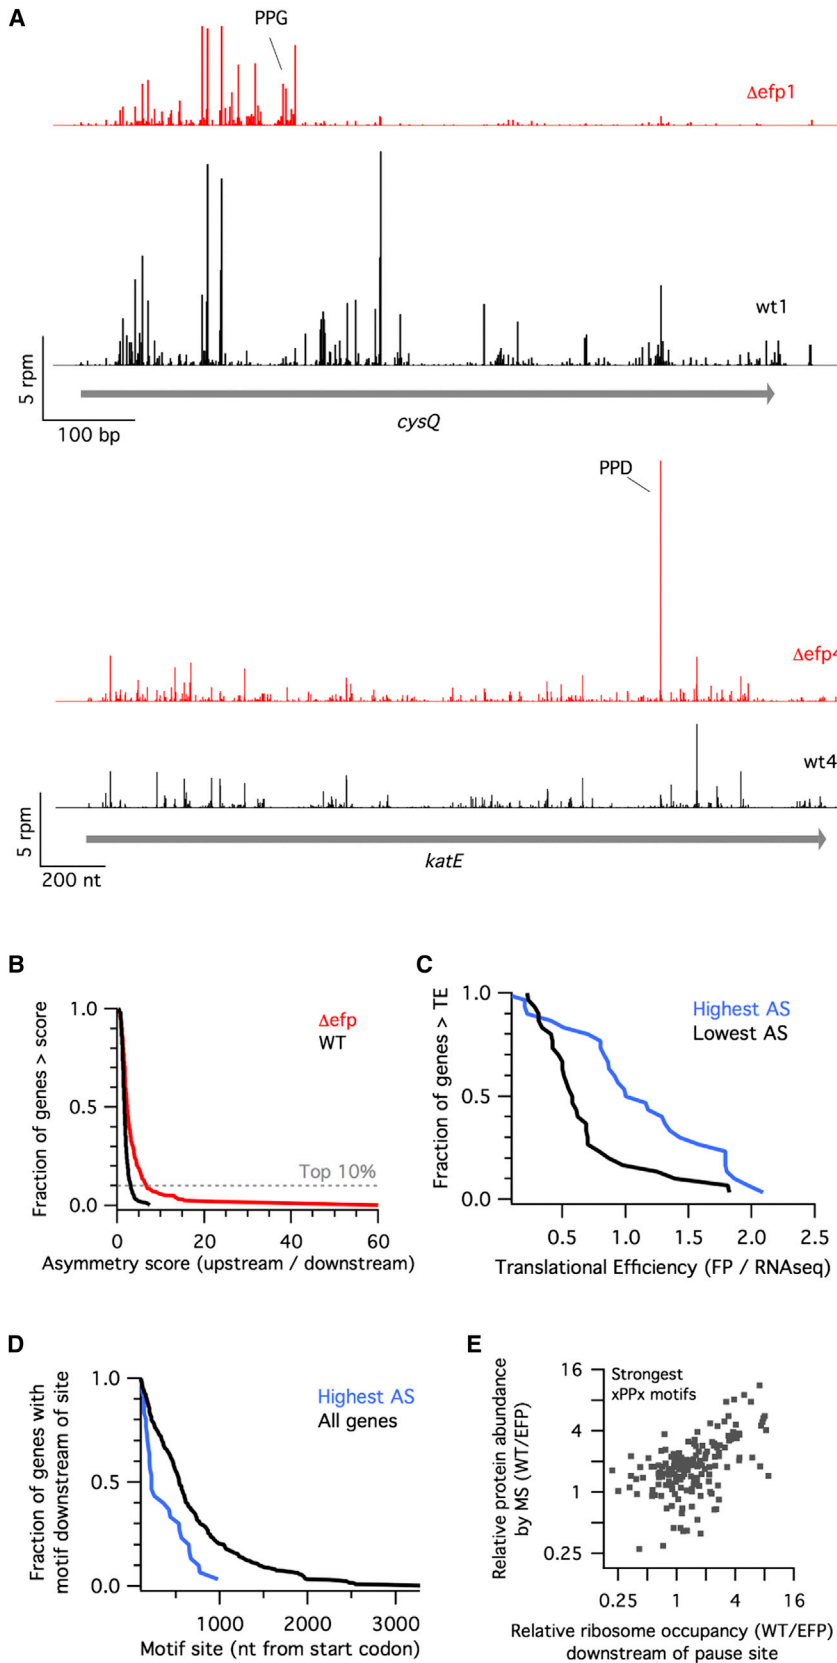 A
PPG
Δefp1
wt1
5 rpm
100 bp
cysQ
PPD
Δefp4
wt4
5 rpm
200 nt
katE
B
Fraction of genes > score
1.0
0.5
0.0
Δefp
WT
Top 10%
0 20 40 60
Asymmetry score (upstream / downstream)
C
Fraction of genes > TE
1.0
0.5
0.0
Highest AS
Lowest AS
0.5 1.0 1.5 2.0 2.5
Translational Efficiency (FP / RNAseq)
D
Fraction of genes with
motif downstream of site
1.0
0.5
0.0
Highest AS
All genes
1000 2000 3000
Motif site (nt from start codon)
E
Relative protein abundance
by MS (WT/EFP)
16
4
1
0.25
Strongest
xPPx motifs
0.25 1 4 16
Relative ribosome occupancy (WT/EFP)
downstream of pause site